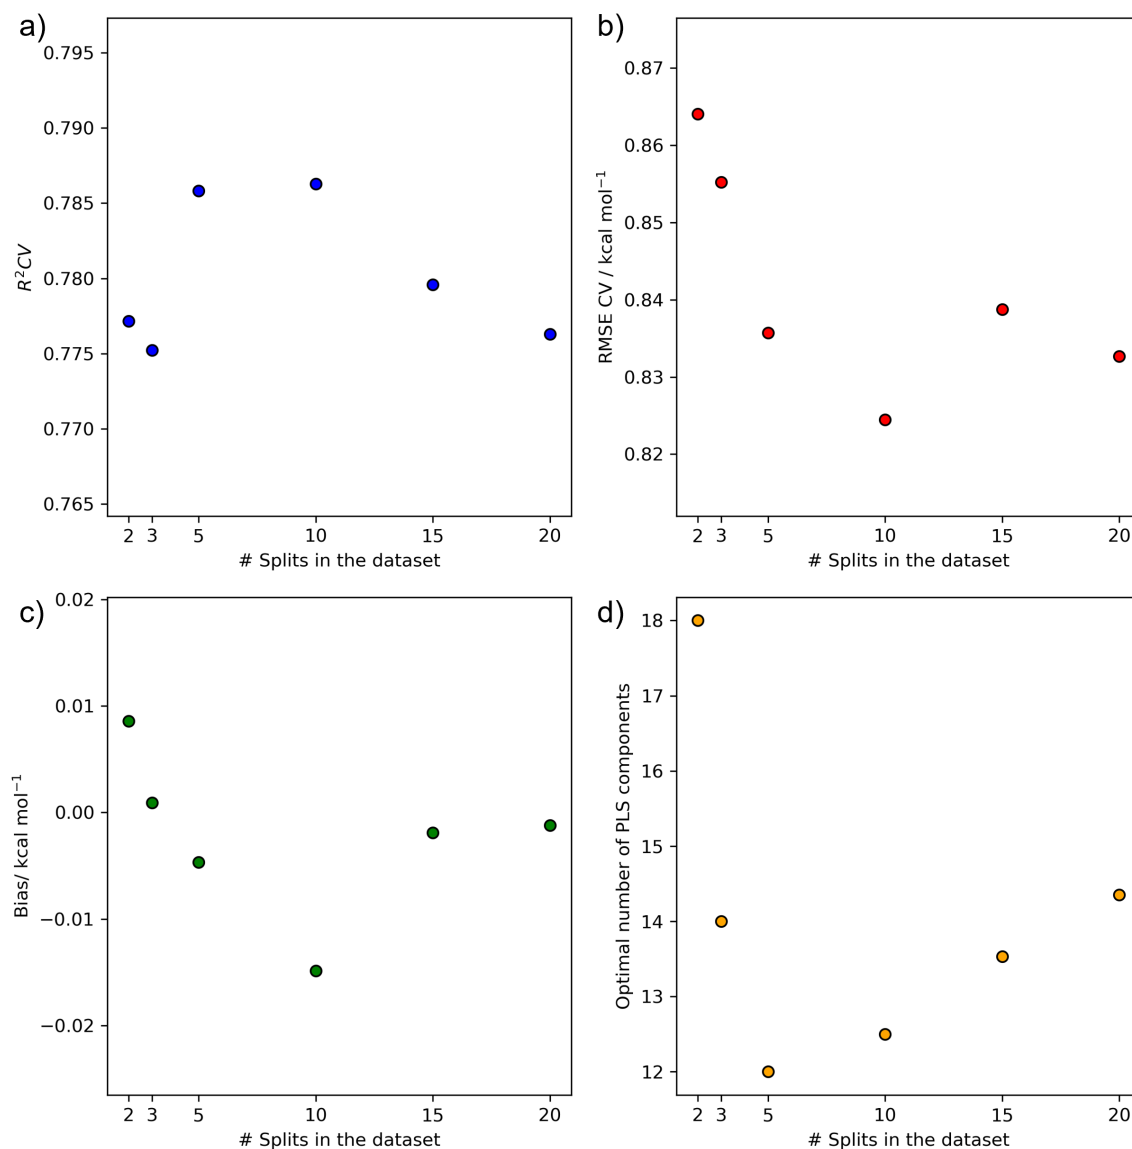 a)
0.795
0.790
0.785
0.780
0.775
0.770
0.765
R²CV
2 3 5 10 15 20
# Splits in the dataset
b)
0.87
0.86
0.85
0.84
0.83
0.82
RMSE CV / kcal mol⁻¹
2 3 5 10 15 20
# Splits in the dataset
c)
0.02
0.01
0.00
−0.01
−0.02
Bias/ kcal mol⁻¹
2 3 5 10 15 20
# Splits in the dataset
d)
18
17
16
15
14
13
12
Optimal number of PLS components
2 3 5 10 15 20
# Splits in the dataset